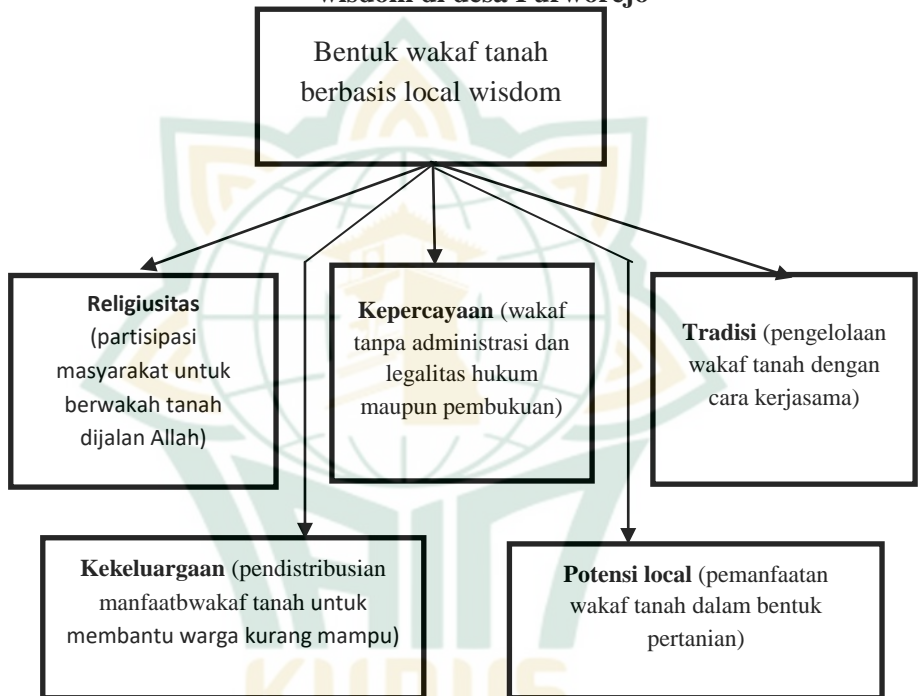 wisdom di desa Purworejo
Bentuk wakaf tanah
berbasis local wisdom
Religiusitas
(partisipasi
masyarakat untuk
berwakah tanah
dijalan Allah)
Kepercayaan (wakaf
tanpa administrasi dan
legalitas hukum
maupun pembukuan)
Tradisi (pengelolaan
wakaf tanah dengan
cara kerjasama)
Kekeluargaan (pendistribusian
manfaatbwakaf tanah untuk
membantu warga kurang mampu)
Potensi local (pemanfaatan
wakaf tanah dalam bentuk
pertanian)
KUDUS